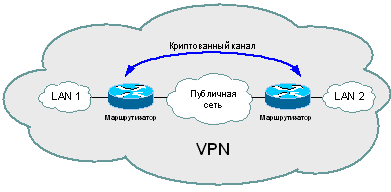 Криптованный канал
LAN 1
Маршрутизатор
Публичная
сеть
Маршрутизатор
LAN 2
VPN